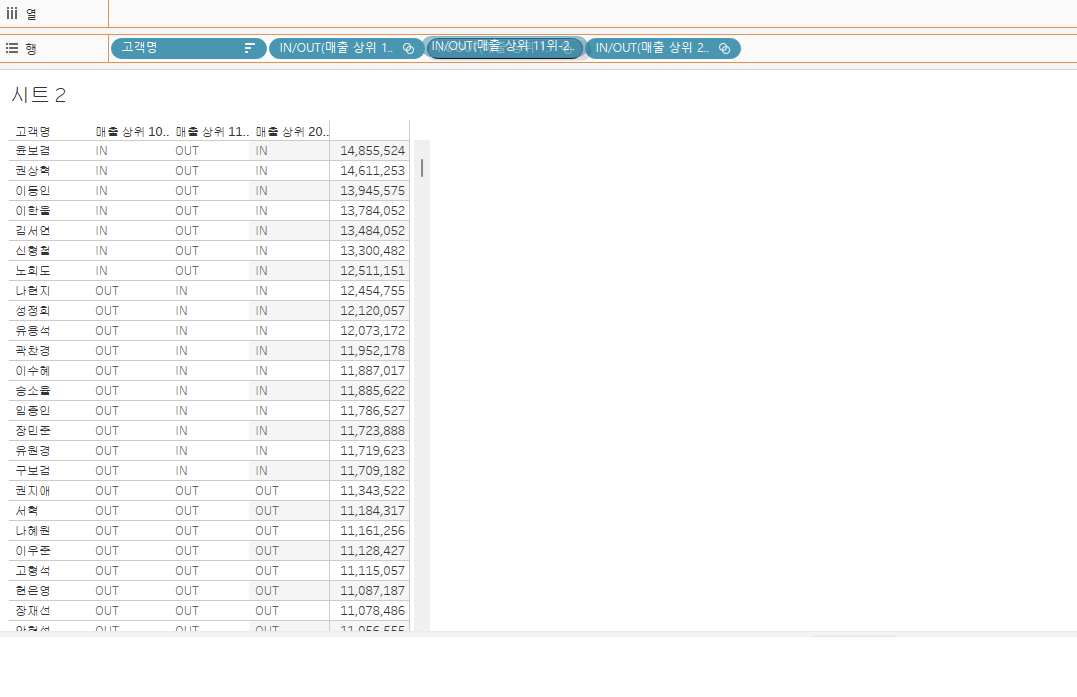 열
행 고객명 IN/OUT(매출 상위 1.. IN/OUT(매출 상위 11위-2.. IN/OUT(매출 상위 2..
시트 2
고객명 매출 상위 10.. 매출 상위 11.. 매출 상위 20..
윤보겸 IN OUT IN 14,855,524
권상혁 IN OUT IN 14,611,253
이동인 IN OUT IN 13,945,575
이한울 IN OUT IN 13,784,052
김서연 IN OUT IN 13,484,052
신형철 IN OUT IN 13,300,482
노희도 IN OUT IN 12,511,151
나현지 OUT IN IN 12,454,755
성정희 OUT IN IN 12,120,057
유용석 OUT IN IN 12,073,172
곽찬경 OUT IN IN 11,952,178
이수혜 OUT IN IN 11,887,017
송소율 OUT IN IN 11,885,622
임종인 OUT IN IN 11,786,527
장민준 OUT IN IN 11,723,888
유원경 OUT IN IN 11,719,623
구보검 OUT IN IN 11,709,182
권지애 OUT OUT OUT 11,343,522
서혁 OUT OUT OUT 11,184,317
나혜원 OUT OUT OUT 11,161,256
이우준 OUT OUT OUT 11,128,427
고형석 OUT OUT OUT 11,115,057
현은영 OUT OUT OUT 11,087,187
장재선 OUT OUT OUT 11,078,486
OUT OUT OUT 11,056,555